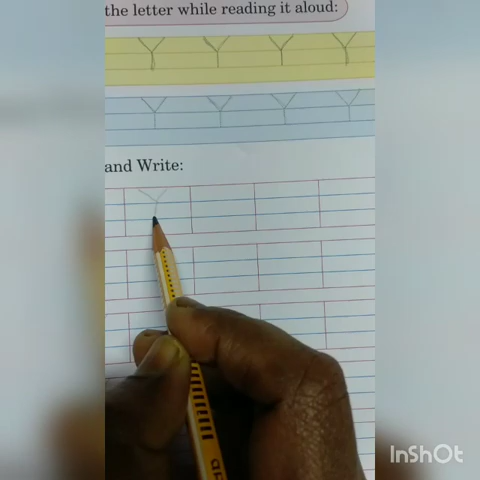 the letter while reading it aloud:
Y Y Y Y
Y Y Y Y
and Write:
Y
InShOt